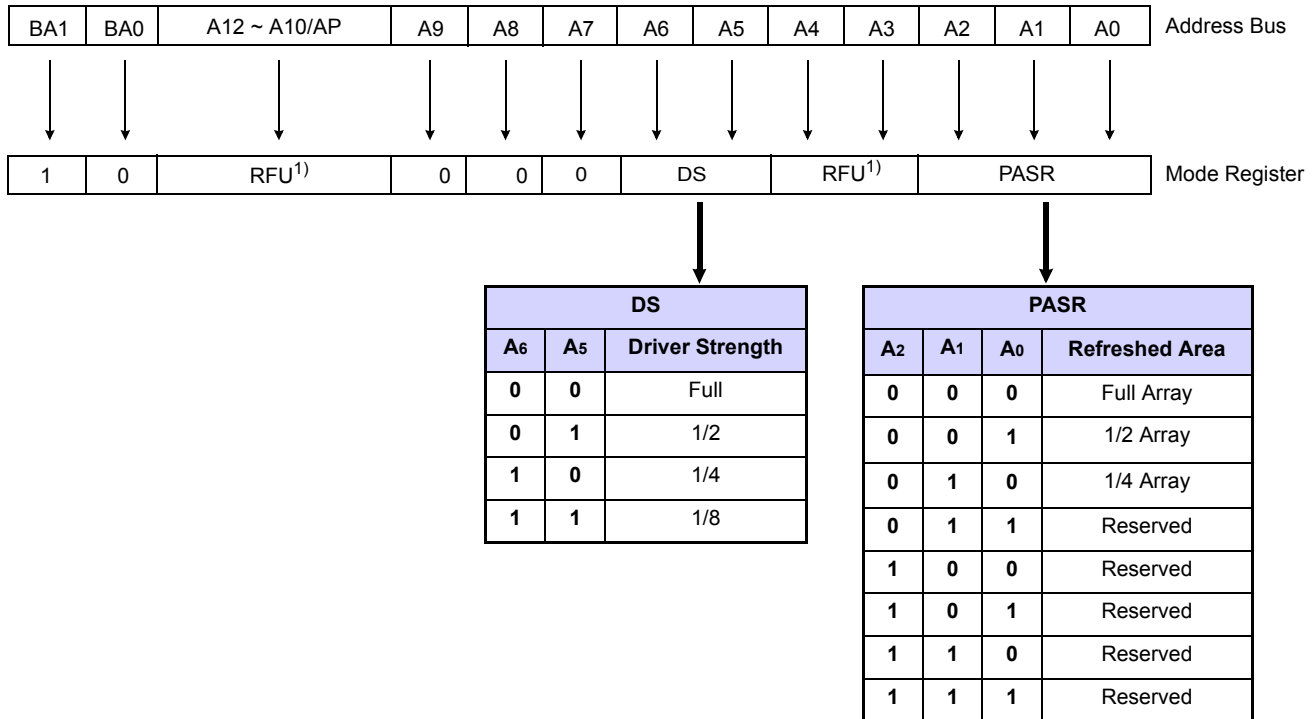 BA1 BA0 A12 ~ A10/AP A9 A8 A7 A6 A5 A4 A3 A2 A1 A0 Address Bus
1 0 RFU1) 0 0 0 DS RFU1) PASR Mode Register
DS
A6 A5 Driver Strength
0 0 Full
0 1 1/2
1 0 1/4
1 1 1/8
PASR
A2 A1 A0 Refreshed Area
0 0 0 Full Array
0 0 1 1/2 Array
0 1 0 1/4 Array
0 1 1 Reserved
1 0 0 Reserved
1 0 1 Reserved
1 1 0 Reserved
1 1 1 Reserved